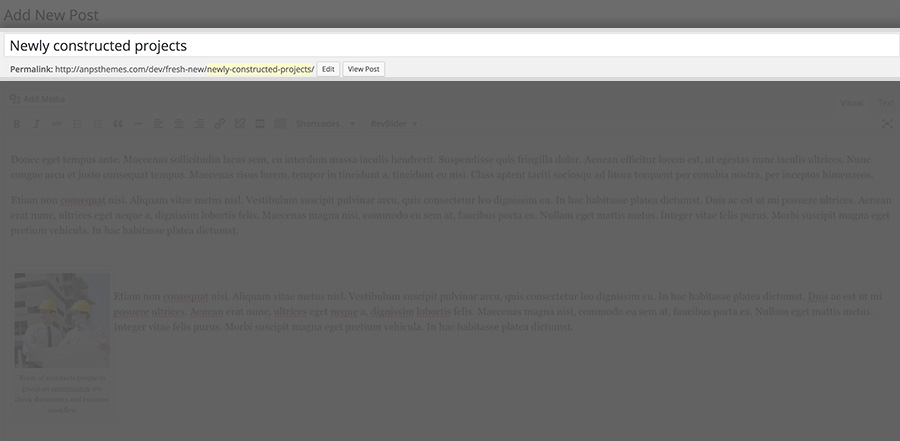 Add New Post
Newly constructed projects
Permalink: http://anpsthemes.com/dev/fresh-new/newly-constructed-projects/ Edit View Post
Add Media Visual Text
B I Shortcodes RevSlider
Donec eget tempus ante. Maecenas sollicitudin lacus sem, eu interdum massa iaculis hendrerit. Suspendisse quis fringilla dolor. Aenean efficitur lorem est, ut egestas nunc iaculis ultrices. Nunc
congue arcu et justo consequat tempus. Maecenas risus lorem, tempor in tincidunt a, tincidunt eu nisi. Class aptent taciti sociosqu ad litora torquent per conubia nostra, per inceptos himenaeos.
Etiam non consequat nisi. Aliquam vitae metus nisl. Vestibulum suscipit pulvinar arcu, quis consectetur leo dignissim eu. In hac habitasse platea dictumst. Duis ac est ut mi posuere ultrices. Aenean
erat nunc, ultrices eget neque a, dignissim lobortis felis. Maecenas magna nisi, commodo eu sem at, faucibus porta ex. Nullam eget mattis metus. Integer vitae felis purus. Morbi suscipit magna eget
pretium vehicula. In hac habitasse platea dictumst.
Etiam non consequat nisi. Aliquam vitae metus nisl. Vestibulum suscipit pulvinar arcu, quis consectetur leo dignissim eu. In hac habitasse platea dictumst. Duis ac est ut mi
posuere ultrices. Aenean erat nunc, ultrices eget neque a, dignissim lobortis felis. Maecenas magna nisi, commodo eu sem at, faucibus porta ex. Nullam eget mattis metus.
Integer vitae felis purus. Morbi suscipit magna eget pretium vehicula. In hac habitasse platea dictumst.